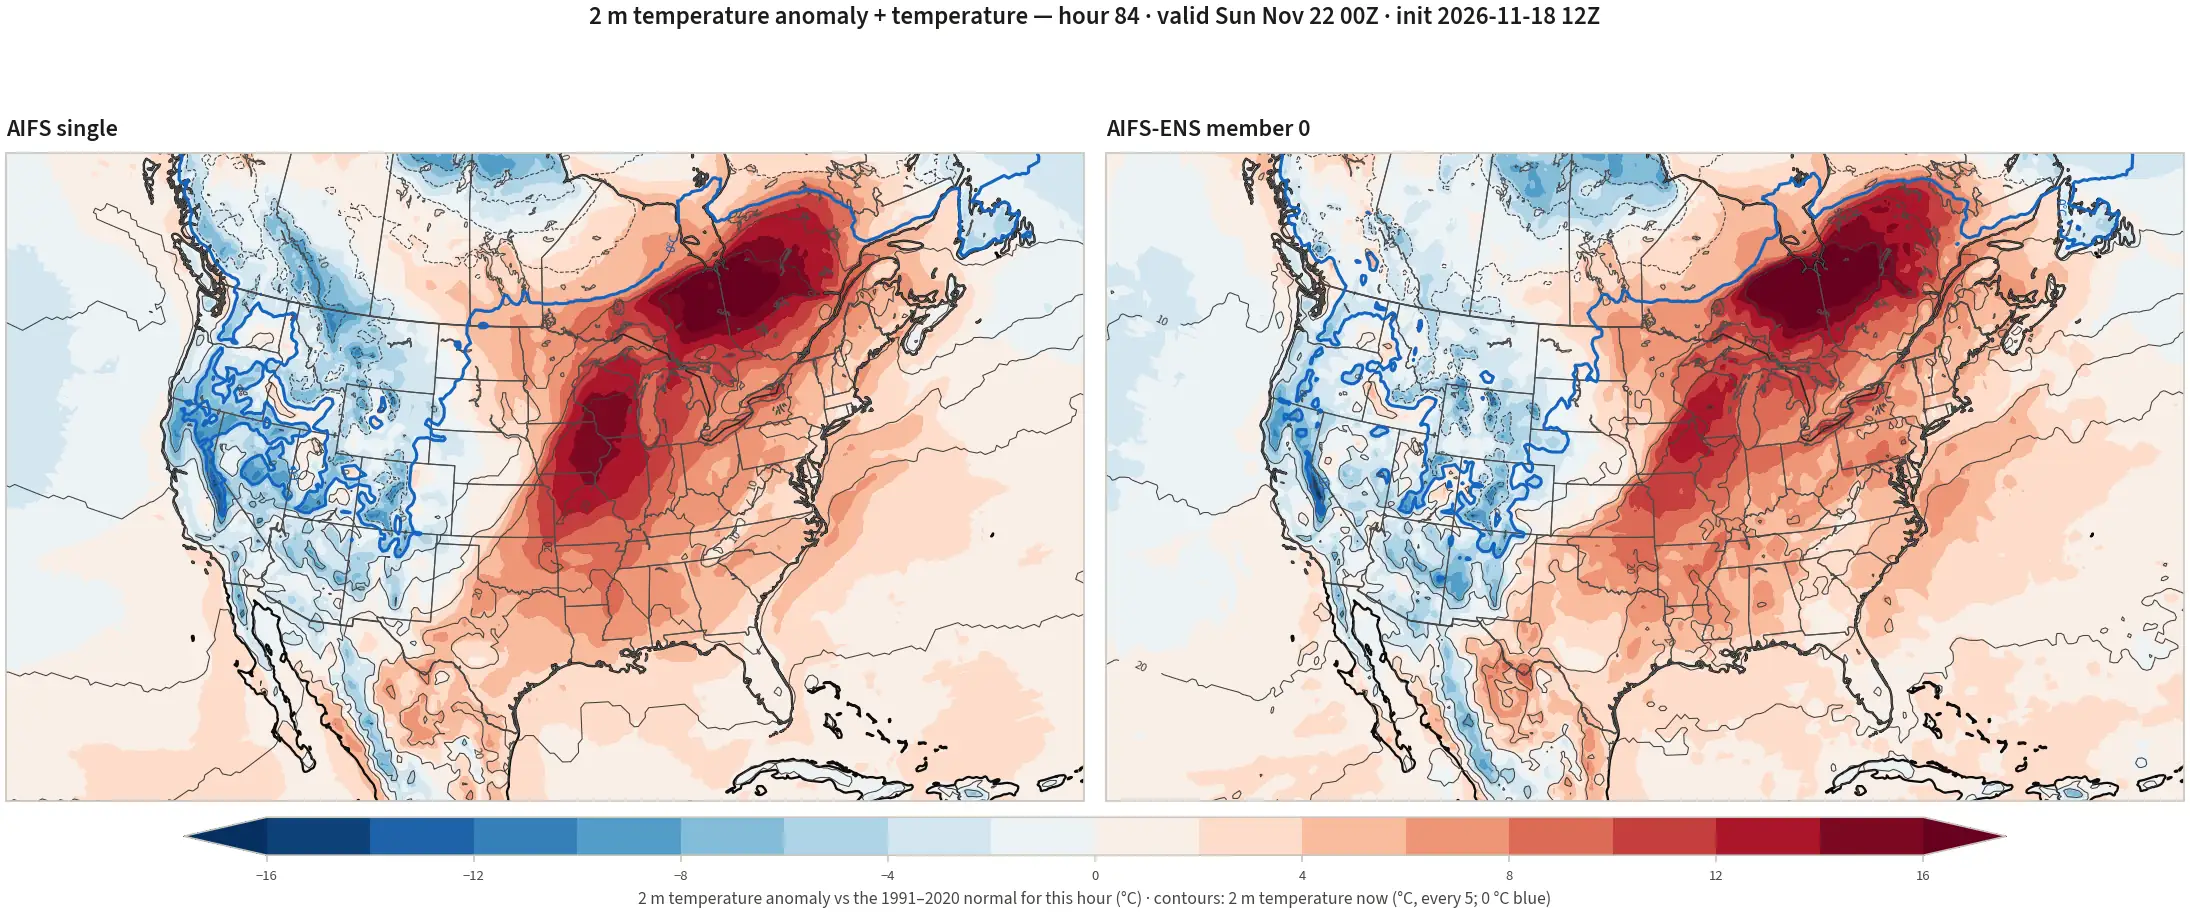 2 m temperature anomaly + temperature — hour 84 · valid Sun Nov 22 00Z · init 2026-11-18 12Z
AIFS single
AIFS-ENS member 0
10
20
−16
−12
−8
−4
0
4
8
12
16
2 m temperature anomaly vs the 1991–2020 normal for this hour (°C) · contours: 2 m temperature now (°C, every 5; 0 °C blue)